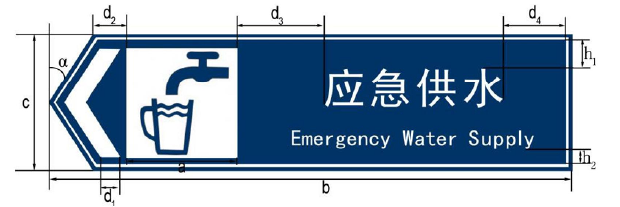 d₂
d₃
d₄
α
h₁
c
应急供水
Emergency Water Supply
h₂
a
b
d₁